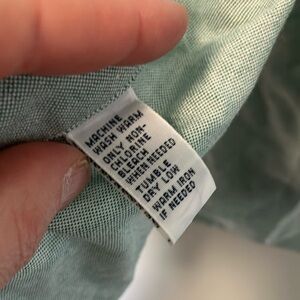 MACHINE
WASH WARM
ONLY NON-
CHLORINE
BLEACH
WHEN NEEDED
TUMBLE
DRY LOW
WARM IRON
IF NEEDED